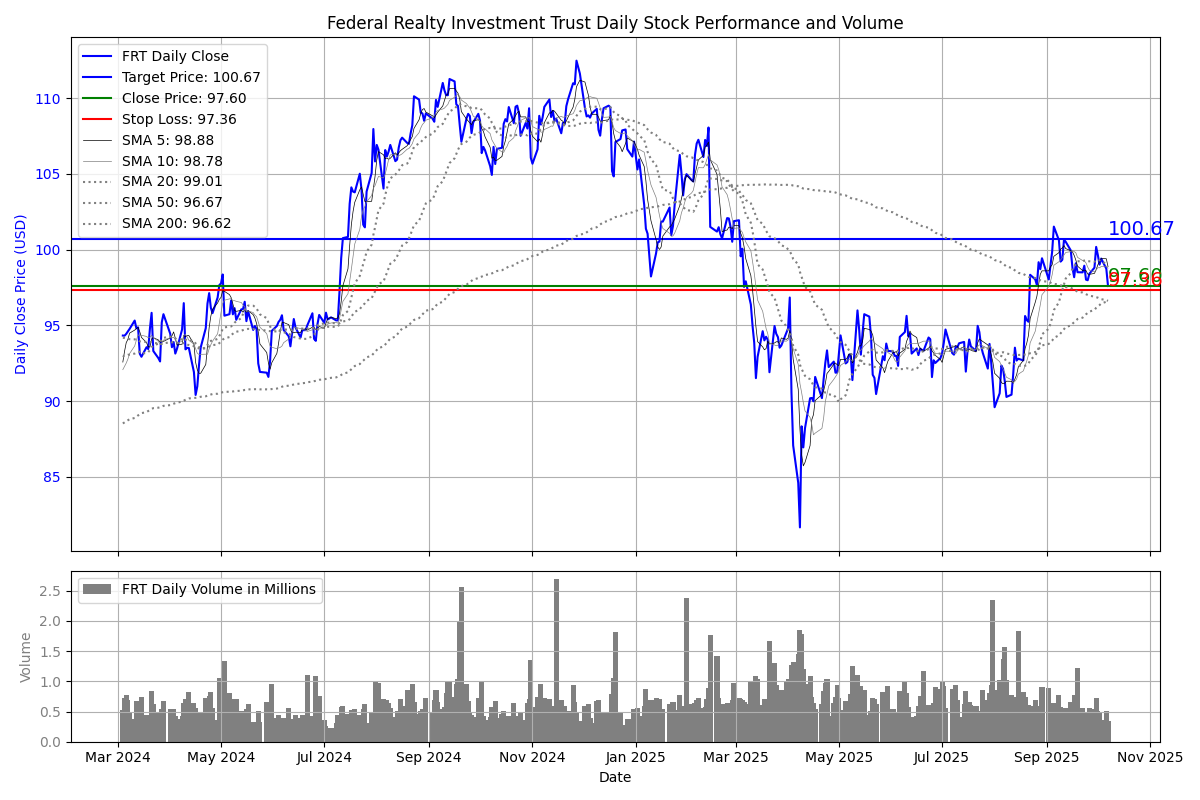 Federal Realty Investment Trust Daily Stock Performance and Volume
FRT Daily Close
Target Price: 100.67
Close Price: 97.60
Stop Loss: 97.36
SMA 5: 98.88
SMA 10: 98.78
SMA 20: 99.01
SMA 50: 96.67
SMA 200: 96.62
Daily Close Price (USD)
110
105
100
95
90
85
100.67
97.60
97.36
FRT Daily Volume in Millions
Volume
2.5
2.0
1.5
1.0
0.5
0.0
Mar 2024 May 2024 Jul 2024 Sep 2024 Nov 2024 Jan 2025 Mar 2025 May 2025 Jul 2025 Sep 2025 Nov 2025
Date